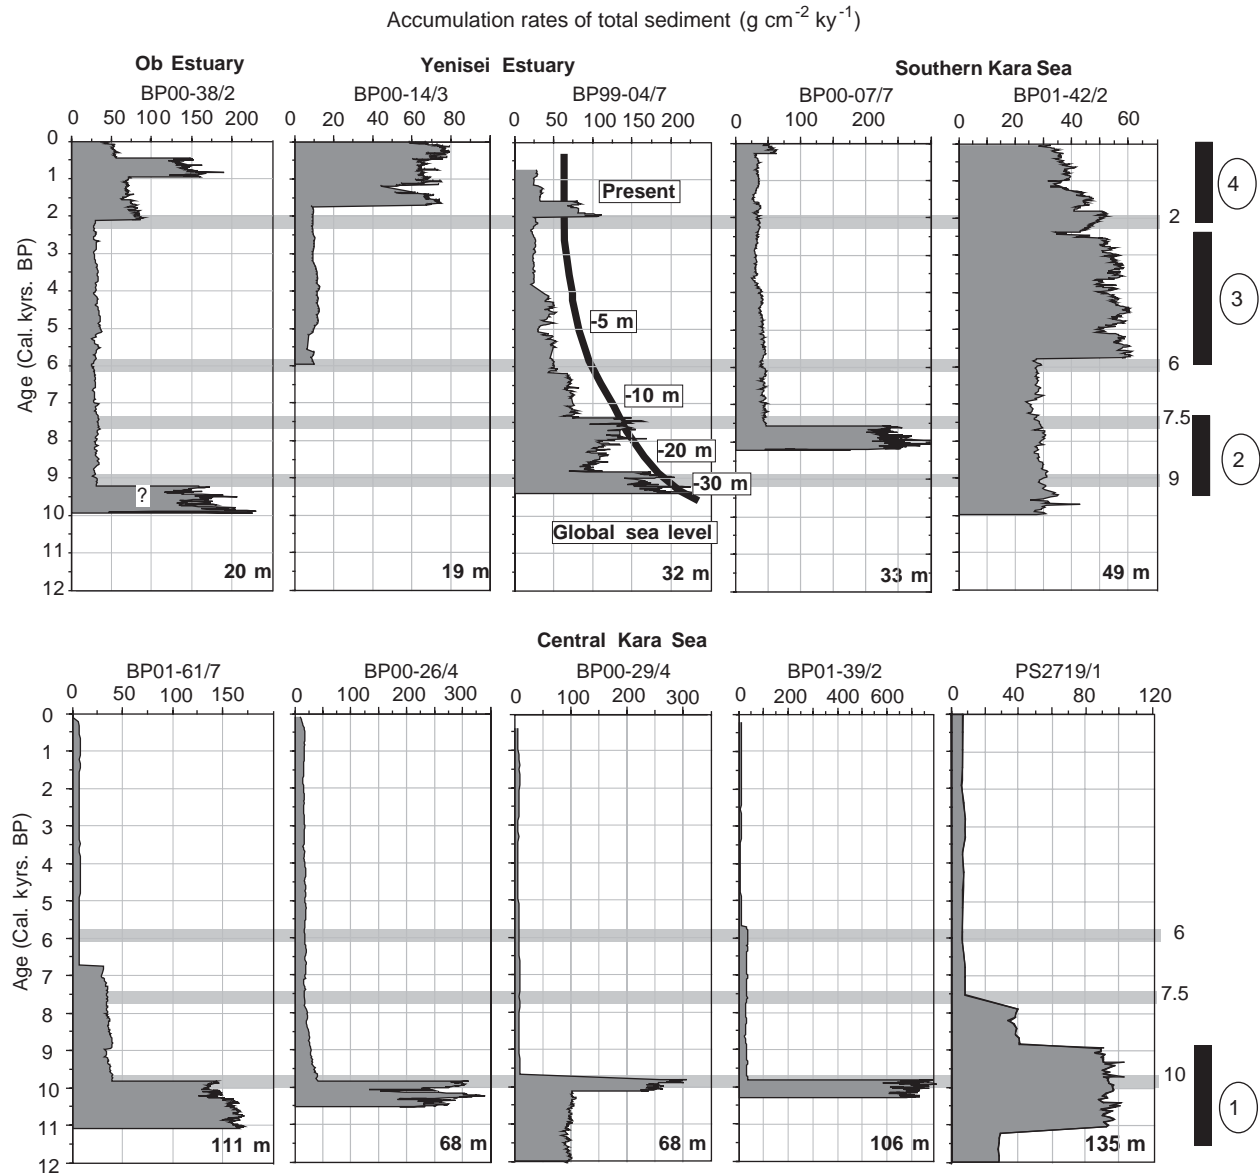 Accumulation rates of total sediment (g cm-2 ky-1)
Ob Estuary
Yenisei Estuary
Southern Kara Sea
BP00-38/2
BP00-14/3
BP99-04/7
BP00-07/7
BP01-42/2
0 50 100 150 200
0 20 40 60 80
0 50 100 150 200
0 100 200
0 20 40 60
Age (Cal. kyrs. BP)
0
1
2
3
4
5
6
7
8
9
10
11
12
?
20 m
19 m
Present
-5 m
-10 m
-20 m
-30 m
Global sea level
32 m
33 m
49 m
2
6
7.5
9
4
3
2
Central Kara Sea
BP01-61/7
BP00-26/4
BP00-29/4
BP01-39/2
PS2719/1
0 50 100 150
0 100 200 300
0 100 200 300
0 200 400 600
0 40 80 120
Age (Cal. kyrs. BP)
0
1
2
3
4
5
6
7
8
9
10
11
12
111 m
68 m
68 m
106 m
135 m
6
7.5
10
1